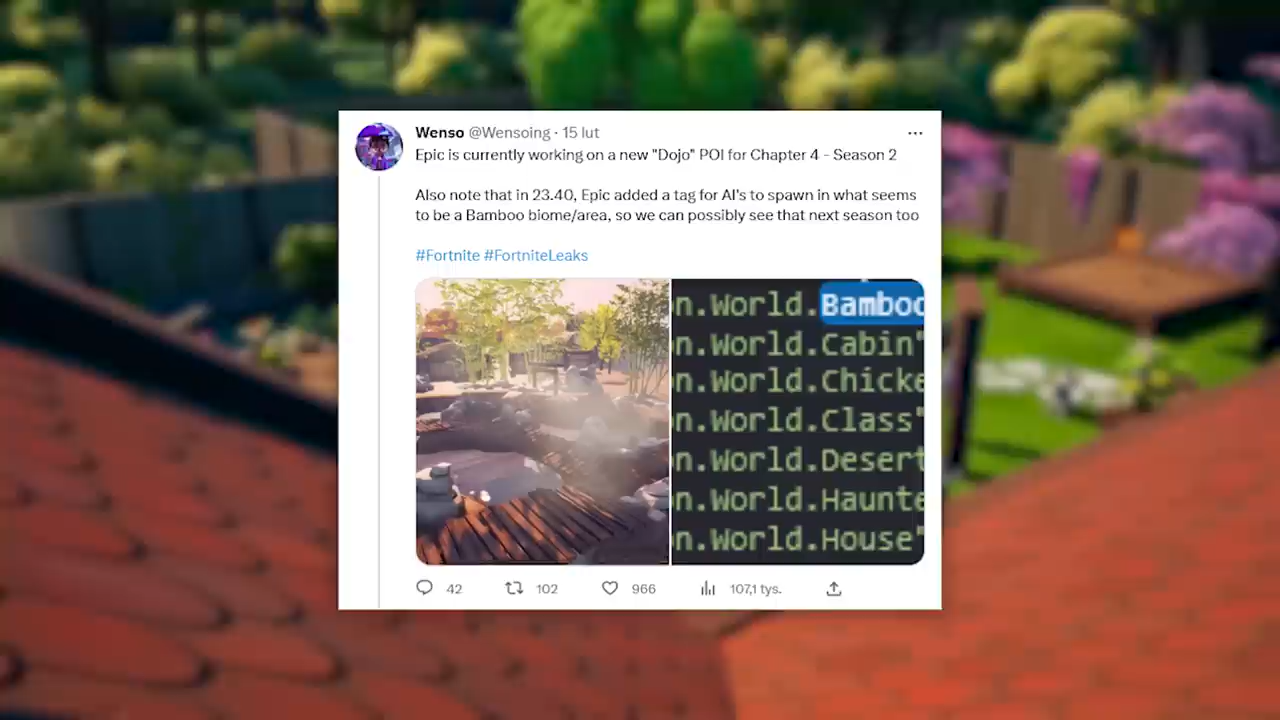 Wenso @Wensoing · 15 lut
Epic is currently working on a new "Dojo" POI for Chapter 4 - Season 2
Also note that in 23.40, Epic added a tag for AI's to spawn in what seems
to be a Bamboo biome/area, so we can possibly see that next season too
#Fortnite #FortniteLeaks
n.World.Bamboo
n.World.Cabin"
n.World.Chicke
n.World.Class"
n.World.Desert
n.World.Haunte
n.World.House"
42 102 966 107,1 tys.